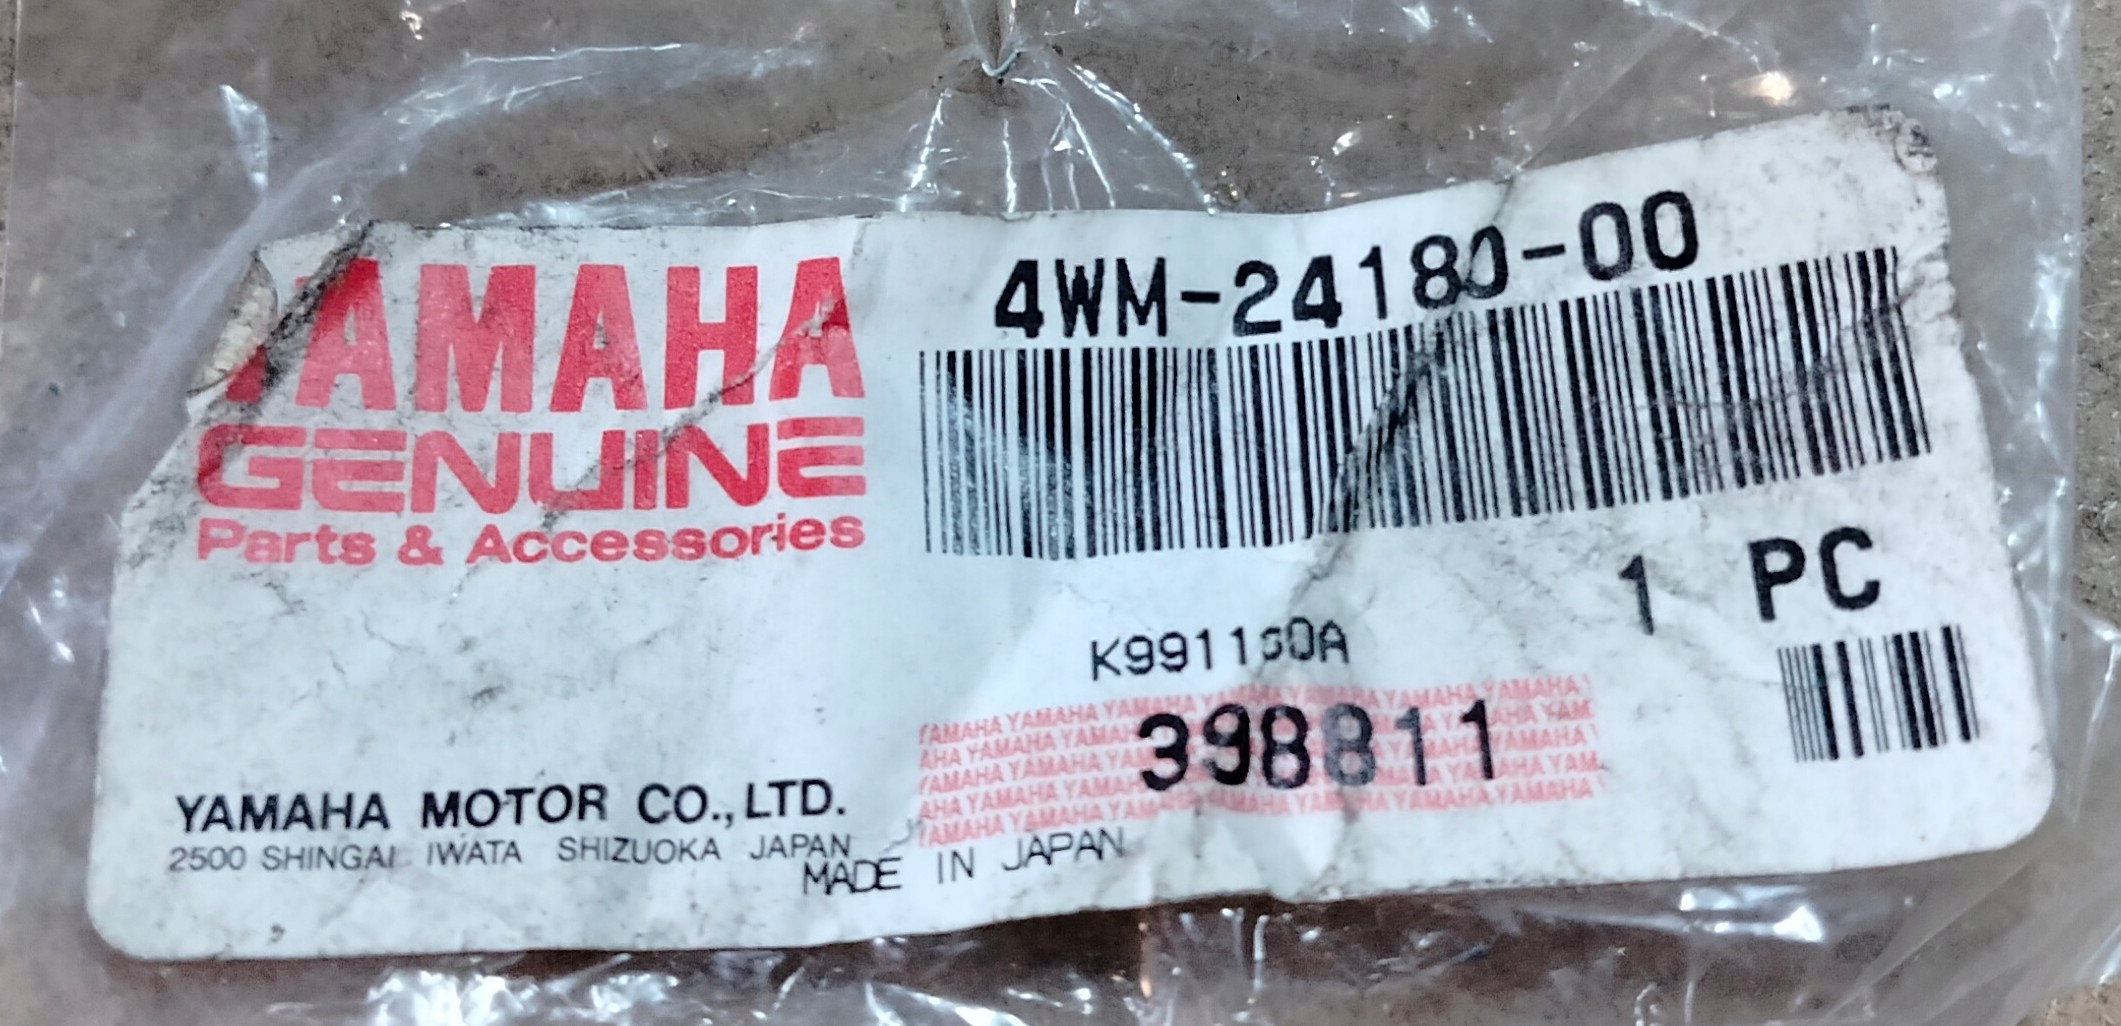 YAMAHA
GENUINE
Parts & Accessories
4WM-24180-00
1 PC
398811
YAMAHA MOTOR CO., LTD.
2500 SHINGAI IWATA SHIZUOKA JAPAN
MADE IN JAPAN